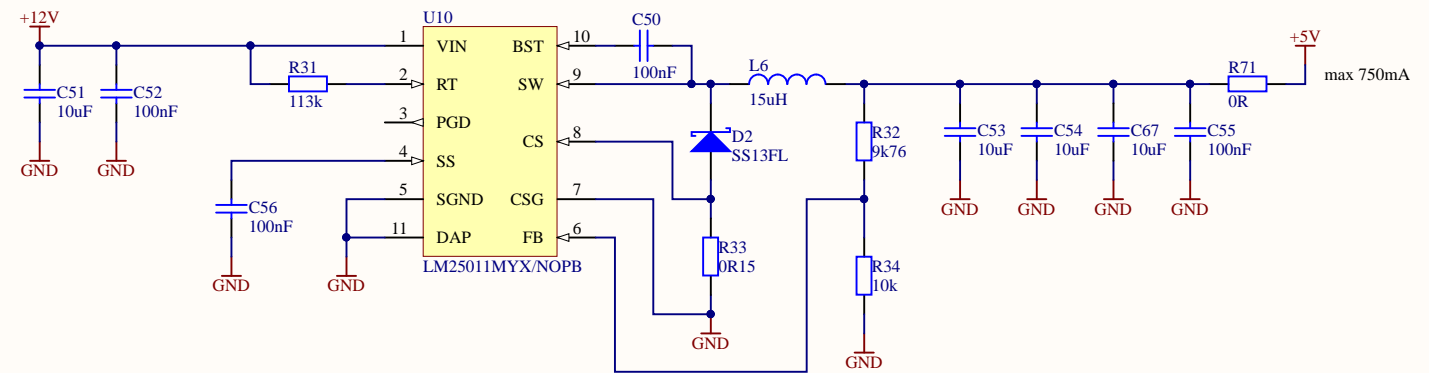 +12V
U10
C50
+5V
1
VIN
BST
10
100nF
R31
113k
2
RT
SW
9
L6
15uH
R71
0R
max 750mA
C51
10uF
C52
100nF
3
PGD
CS
8
D2
SS13FL
R32
9k76
C53
10uF
C54
10uF
C67
10uF
C55
100nF
GND
GND
4
SS
C56
100nF
5
SGND
CSG
7
GND
GND
GND
GND
11
DAP
FB
6
LM25011MYX/NOPB
R33
0R15
R34
10k
GND
GND
GND
GND